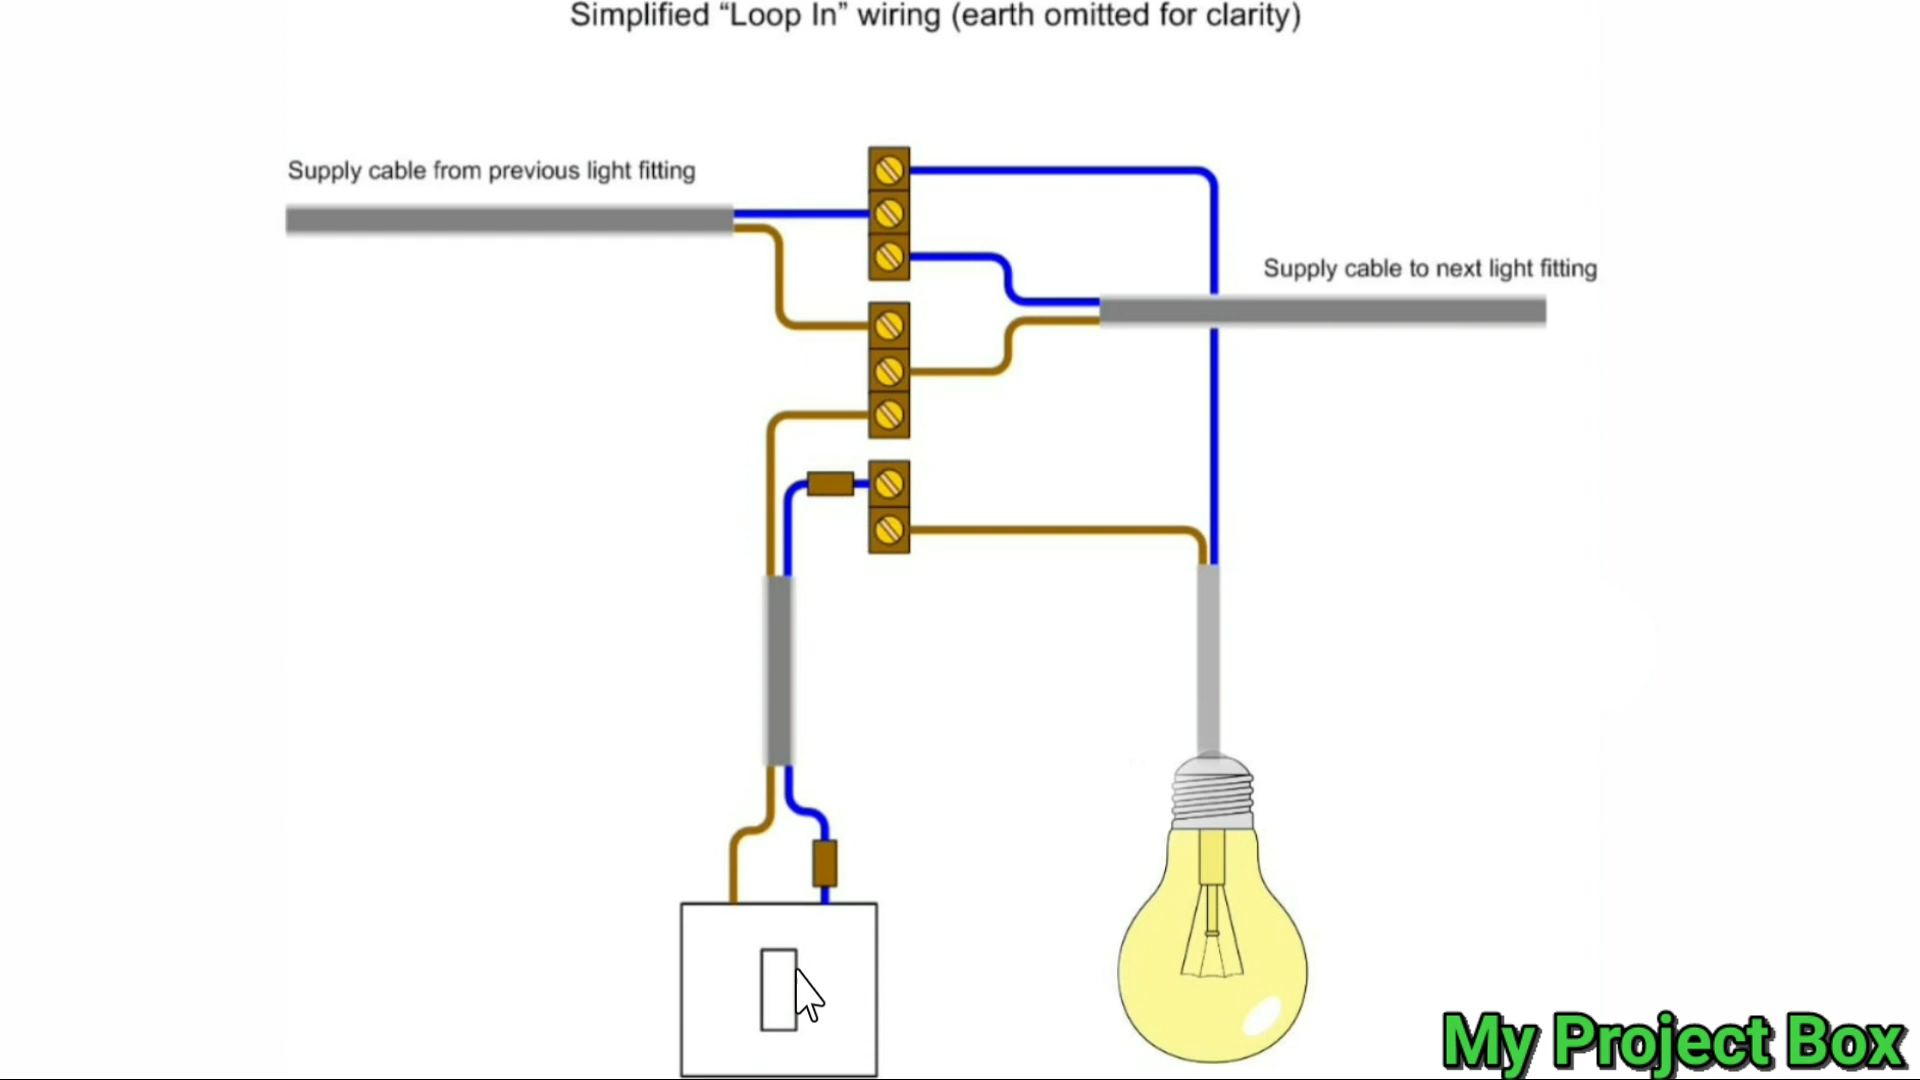 Simplified “Loop In” wiring (earth omitted for clarity)
Supply cable from previous light fitting
Supply cable to next light fitting
My Project Box